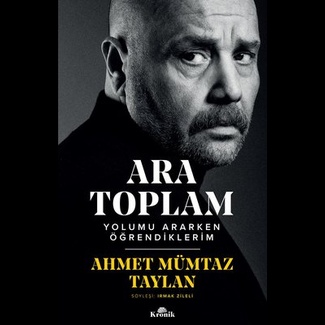 ARA
TOPLAM
YOLUMU ARARKEN
ÖĞRENDİKLERİM
AHMET MÜMTAZ
TAYLAN
SÖYLEŞİ IRMAK ZİLELİ
Kronik